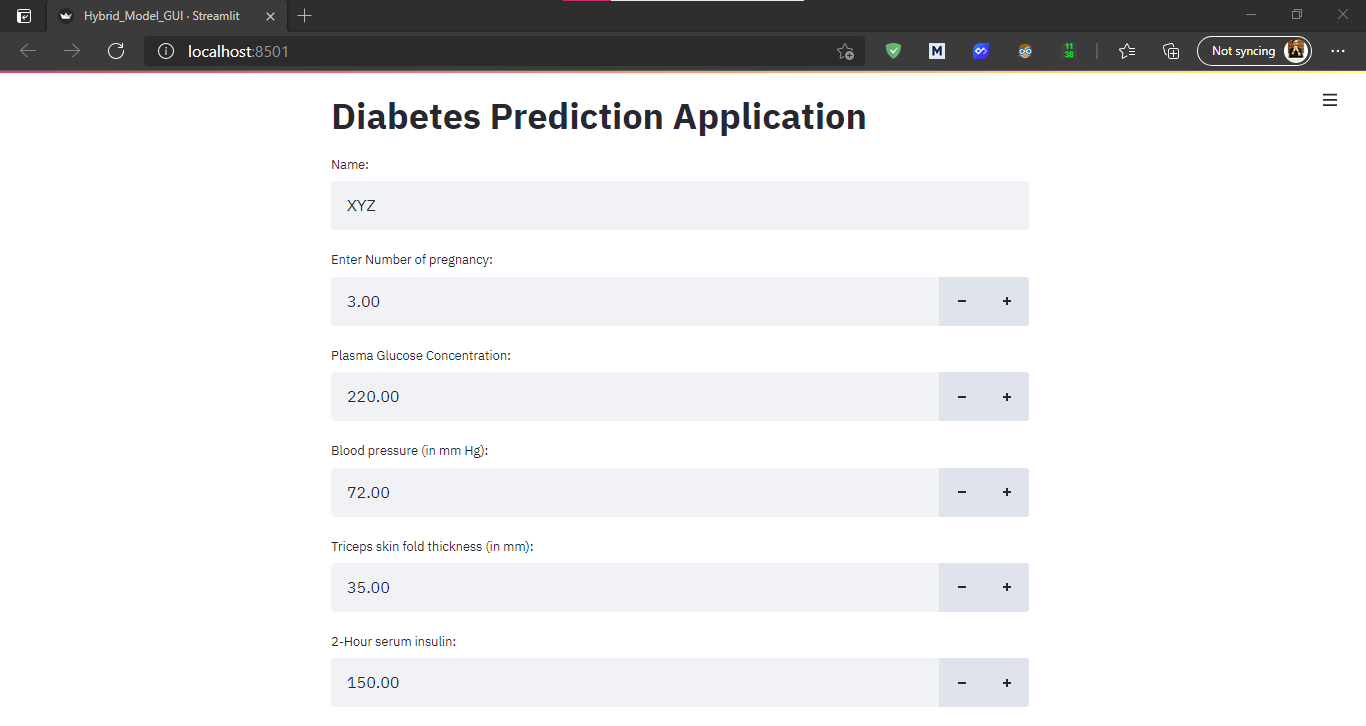 Hybrid_Model_GUI · Streamlit
localhost:8501
M
11
38
Not syncing
Diabetes Prediction Application
Name:
XYZ
Enter Number of pregnancy:
3.00
Plasma Glucose Concentration:
220.00
Blood pressure (in mm Hg):
72.00
Triceps skin fold thickness (in mm):
35.00
2-Hour serum insulin:
150.00